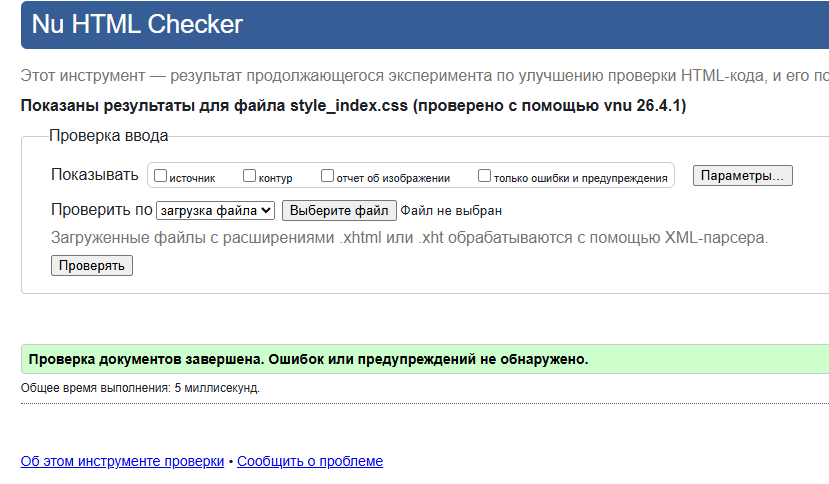 Nu HTML Checker
Этот инструмент — результат продолжающегося эксперимента по улучшению проверки HTML-кода, и его по
Показаны результаты для файла style_index.css (проверено с помощью vnu 26.4.1)
Проверка ввода
Показывать источник контур отчет об изображении только ошибки и предупреждения Параметры...
Проверить по загрузка файла Выберите файл Файл не выбран
Загруженные файлы с расширениями .xhtml или .xht обрабатываются с помощью XML-парсера.
Проверять
Проверка документов завершена. Ошибок или предупреждений не обнаружено.
Общее время выполнения: 5 миллисекунд.
Об этом инструменте проверки • Сообщить о проблеме